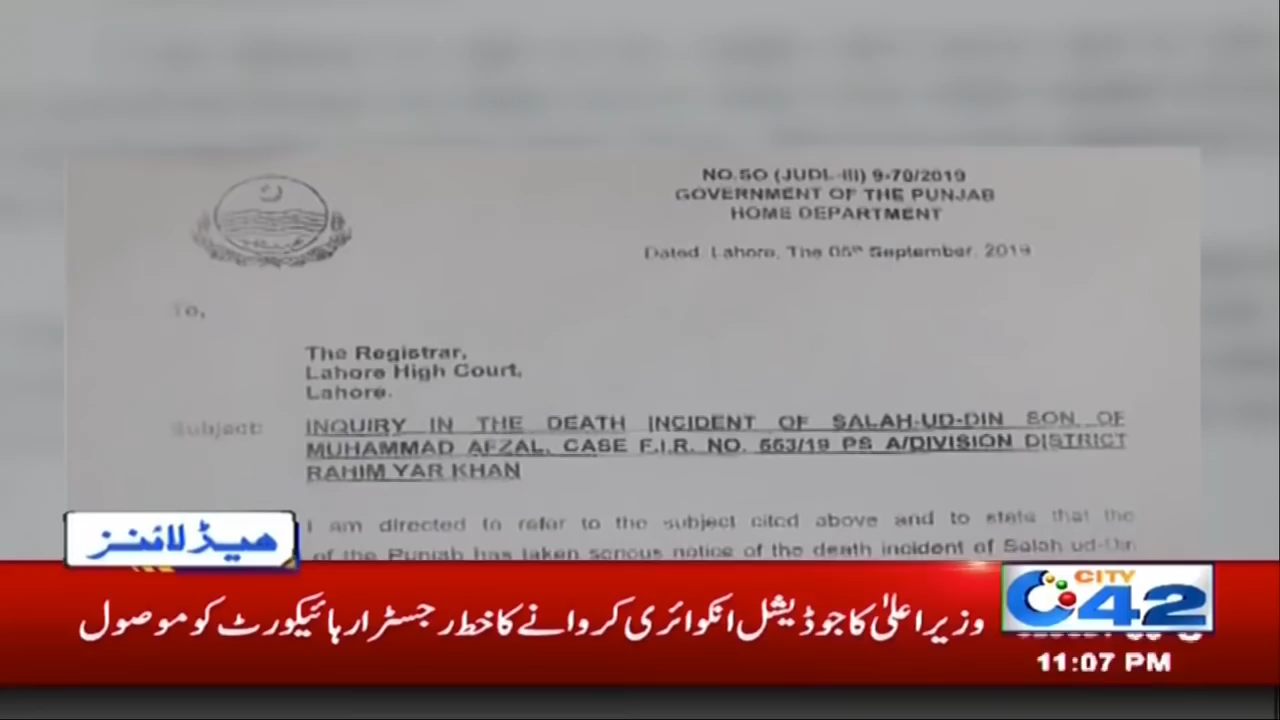 NO.SO (JUDL-III) 9-70/2019
GOVERNMENT OF THE PUNJAB
HOME DEPARTMENT
Dated Lahore, The 05th September, 2019
To,
The Registrar,
Lahore High Court,
Lahore.
Subject:
INQUIRY IN THE DEATH INCIDENT OF SALAH-UD-DIN SON OF
MUHAMMAD AFZAL, CASE F.I.R. NO. 663/19 PS A/DIVISION DISTRICT
RAHIM YAR KHAN
I am directed to refer to the subject cited above and to state that the
of the Punjab has taken serious notice of the death incident of Salah ud-Din
ہیڈلائنز
وزیراعلیٰ کا جوڈیشل انکوائری کروانے کا خط رجسٹرار ہائیکورٹ کو موصول
CITY
42
11:07 PM